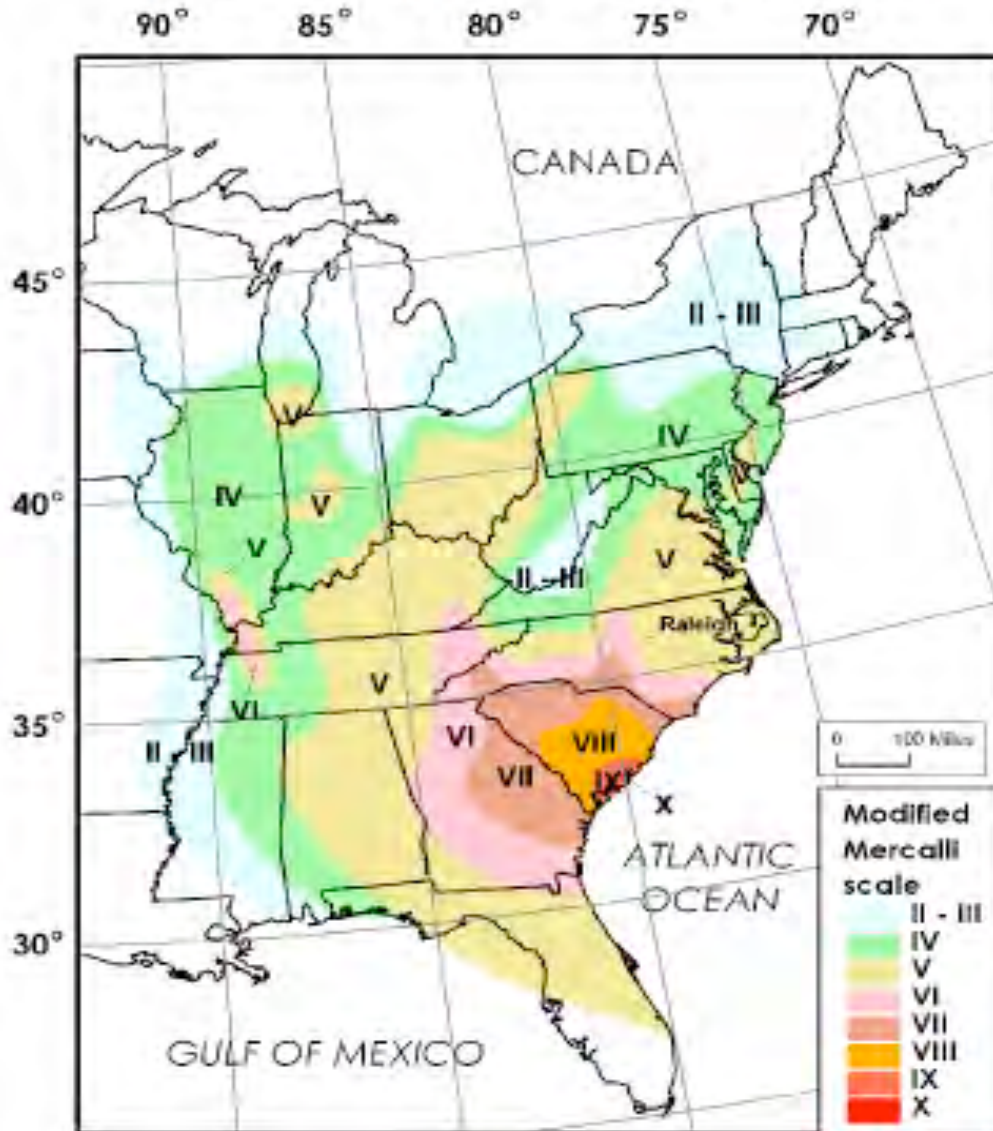 90° 85° 80° 75° 70°
CANADA
45°
II - III
V
IV
IV
V
40°
V
V
II - III
Raleigh
V
VI
35°
II III
VI
VIII
VII
IX
X
0 100 Miles
ATLANTIC
OCEAN
30°
GULF OF MEXICO
Modified
Mercalli
scale
II - III
IV
V
VI
VII
VIII
IX
X